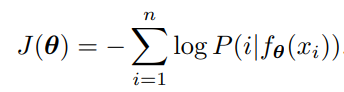 J(𝜽) = − ∑_{i=1}^{n} log P(i|f_𝜽(x_i)).